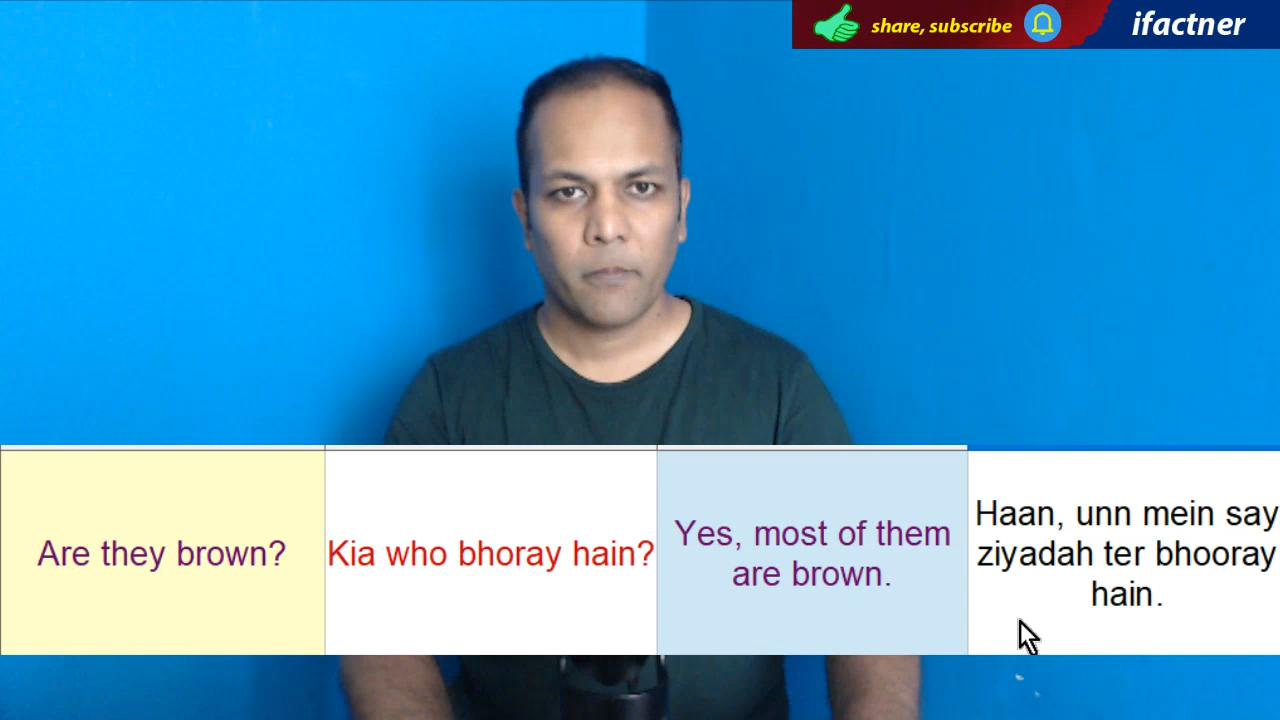 share, subscribe
ifactner
Are they brown?
Kia who bhoray hain?
Yes, most of them
are brown.
Haan, unn mein say
ziyadah ter bhooray
hain.